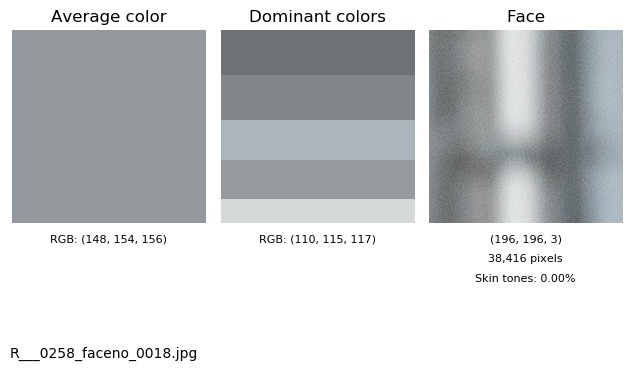 Average color
Dominant colors
Face
RGB: (148, 154, 156)
RGB: (110, 115, 117)
(196, 196, 3)
38,416 pixels
Skin tones: 0.00%
R___0258_faceno_0018.jpg